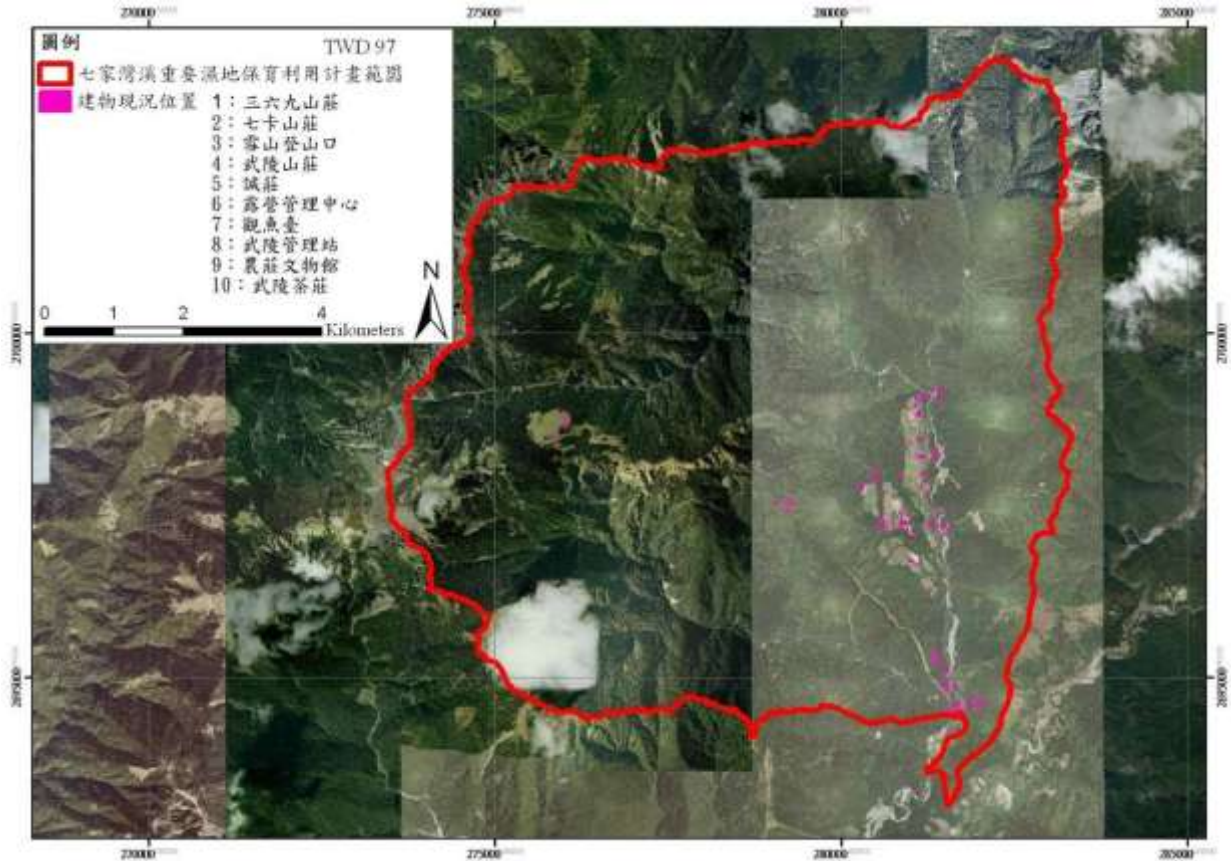 270000
275000
280000
285000
圖例
TWD 97
七家灣溪重要濕地保育利用計畫範圍
建物現況位置
1：三六九山莊
2：七卡山莊
3：雪山登山口
4：武陵山莊
5：誠莊
6：露營管理中心
7：觀魚臺
8：武陵管理站
9：農莊文物館
10：武陵茶莊
N
0 1 2 4
Kilometers
2700000
2700000
2695000
2695000
270000
275000
280000
285000